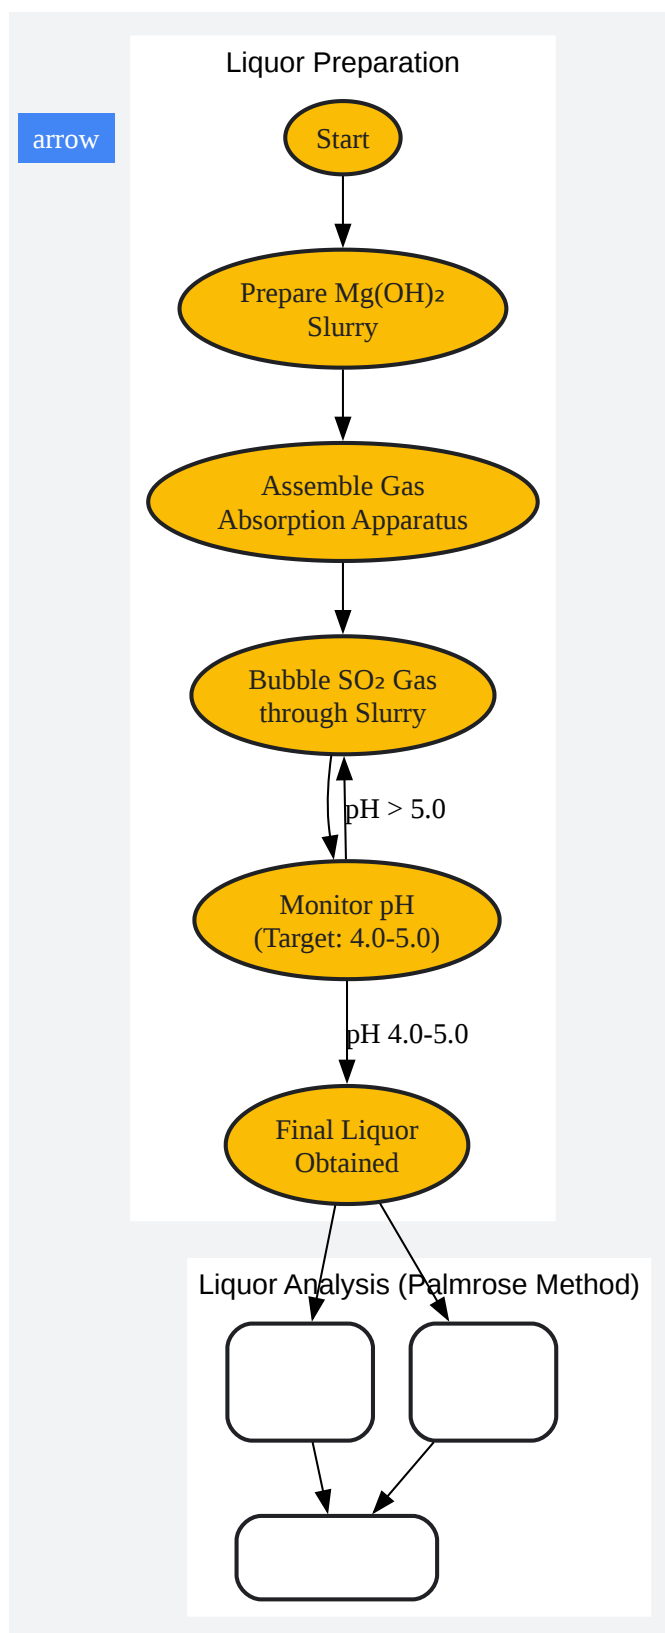 Liquor Preparation
arrow
Start
Prepare Mg(OH)₂
Slurry
Assemble Gas
Absorption Apparatus
Bubble SO₂ Gas
through Slurry
pH > 5.0
Monitor pH
(Target: 4.0-5.0)
pH 4.0-5.0
Final Liquor
Obtained
Liquor Analysis (Palmrose Method)